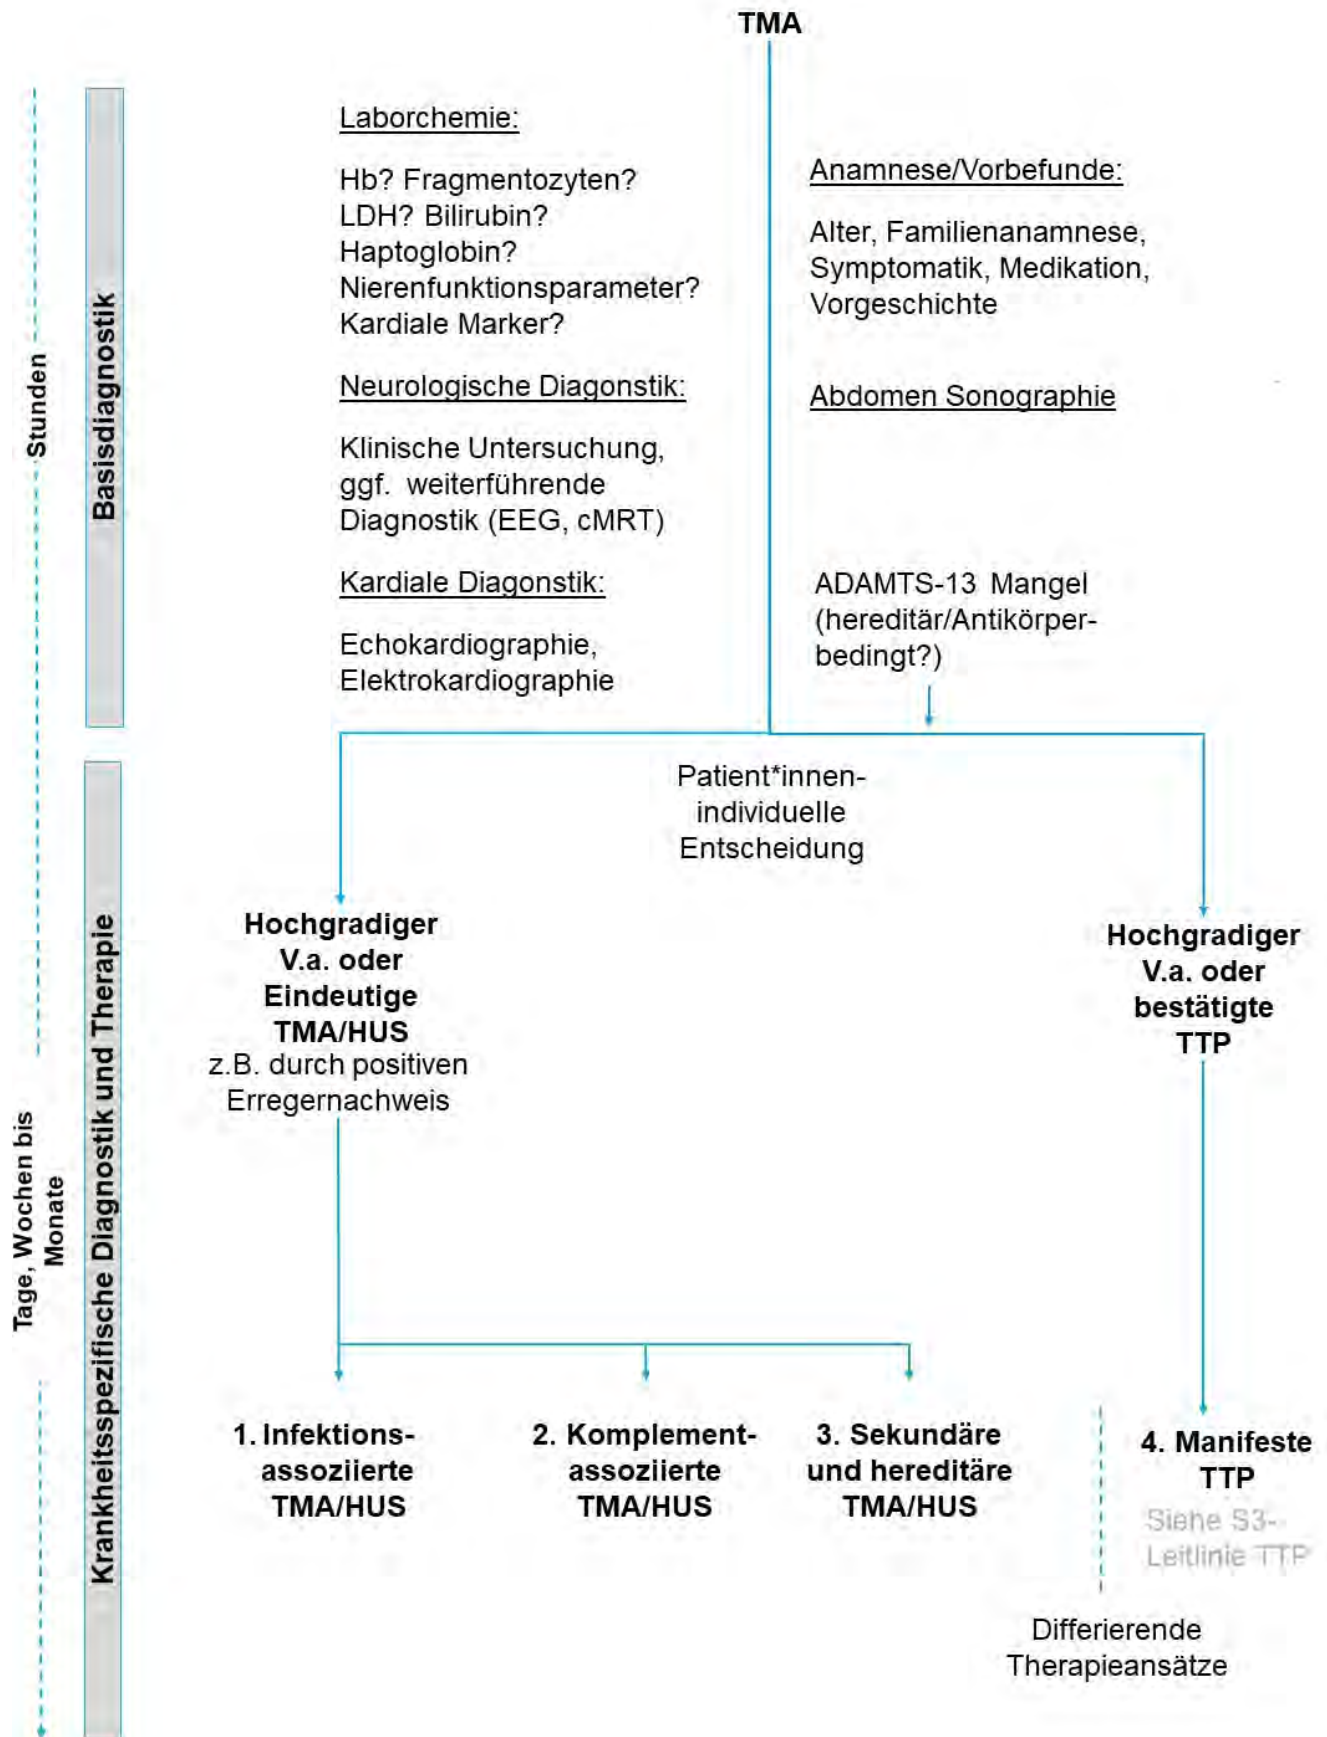 TMA
Stunden
Basisdiagnostik
Laborchemie:
Hb? Fragmentozyten?
LDH? Bilirubin?
Haptoglobin?
Nierenfunktionsparameter?
Kardiale Marker?
Neurologische Diagonstik:
Klinische Untersuchung,
ggf. weiterführende
Diagnostik (EEG, cMRT)
Kardiale Diagonstik:
Echokardiographie,
Elektrokardiographie
Anamnese/Vorbefunde:
Alter, Familienanamnese,
Symptomatik, Medikation,
Vorgeschichte
Abdomen Sonographie
ADAMTS-13 Mangel
(hereditär/Antikörper-
bedingt?)
Patient*innen-
individuelle
Entscheidung
Tage, Wochen bis
Monate
Krankheitsspezifische Diagnostik und Therapie
Hochgradiger
V.a. oder
Eindeutige
TMA/HUS
z.B. durch positiven
Erregernachweis
Hochgradiger
V.a. oder
bestätigte
TTP
1. Infektions-
assoziierte
TMA/HUS
2. Komplement-
assoziierte
TMA/HUS
3. Sekundäre
und hereditäre
TMA/HUS
4. Manifeste
TTP
Siehe S3-
Leitlinie TTP
Differierende
Therapieansätze